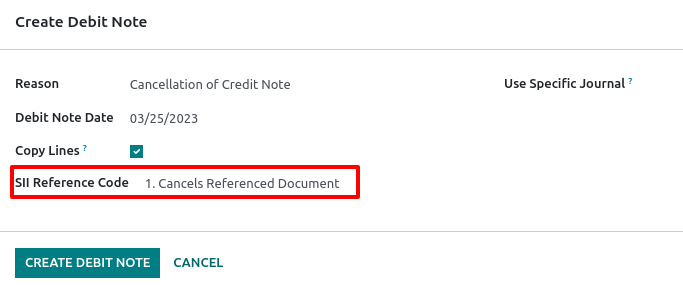 Create Debit Note
Reason Cancellation of Credit Note Use Specific Journal ?
Debit Note Date 03/25/2023
Copy Lines ?
SII Reference Code 1. Cancels Referenced Document
CREATE DEBIT NOTE CANCEL